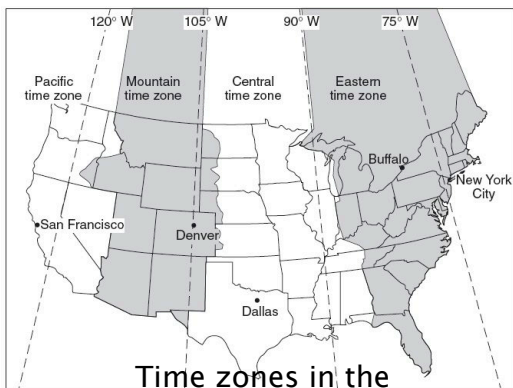 120° W 105° W 90° W 75° W
Pacific Mountain Central Eastern
time zone time zone time zone time zone
Buffalo
New York
City
San Francisco
Denver
Dallas
Time zones in the